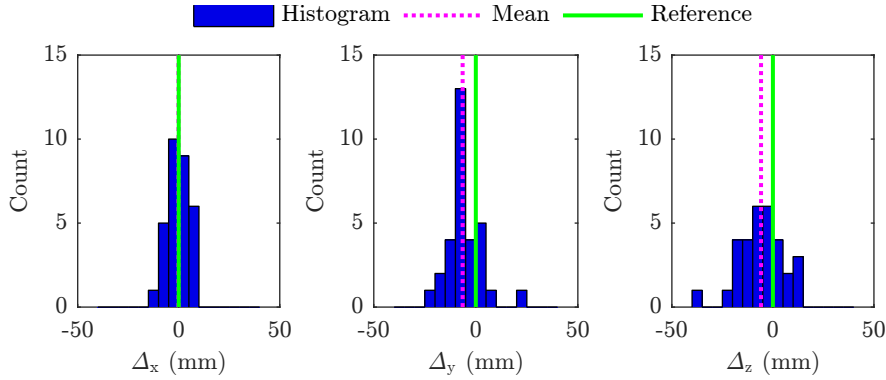 Histogram Mean Reference
15 15 15
10 10 10
5 5 5
0 0 0
Count Count Count
-50 0 50 -50 0 50 -50 0 50
Δx (mm) Δy (mm) Δz (mm)